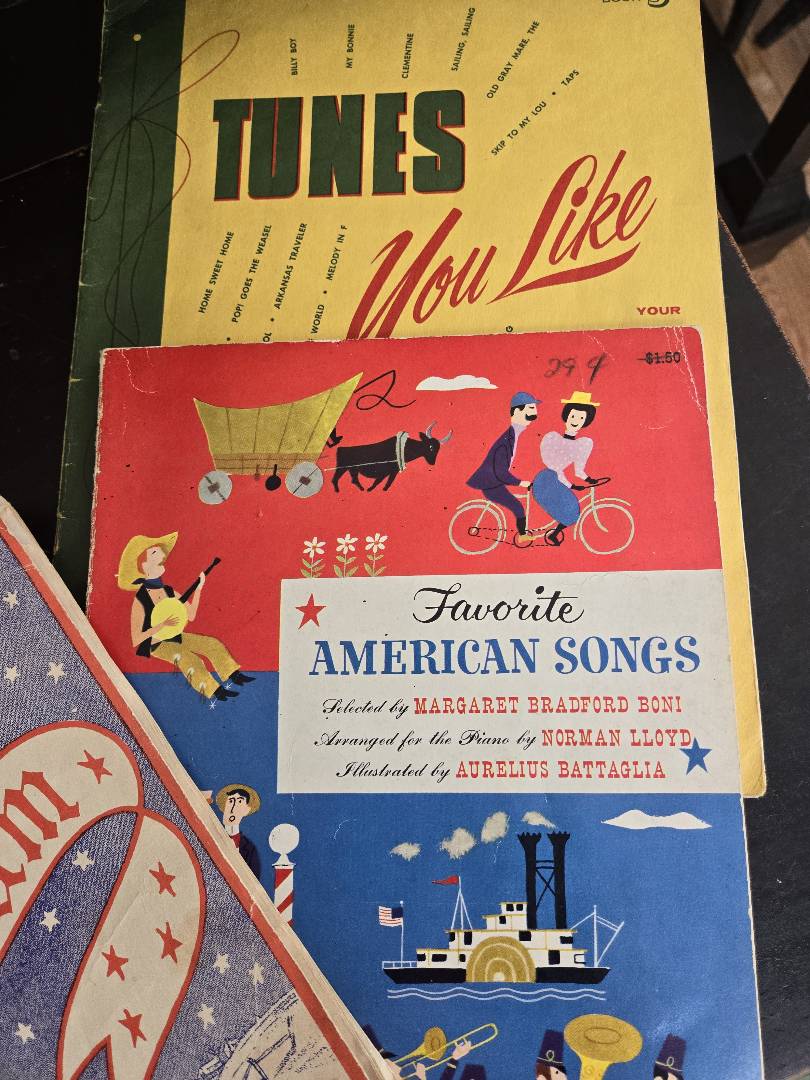 BILLY BOY
MY BONNIE
CLEMENTINE
SAILING, SAILING
OLD GRAY MARE, THE
SKIP TO MY LOU • TAPS
TUNES
You Like
HOME SWEET HOME
• POP! GOES THE WEASEL
• ARKANSAS TRAVELER
WORLD • MELODY IN F
YOUR
29¢
$1.50
Favorite
AMERICAN SONGS
Selected by MARGARET BRADFORD BONI
Arranged for the Piano by NORMAN LLOYD
Illustrated by AURELIUS BATTAGLIA